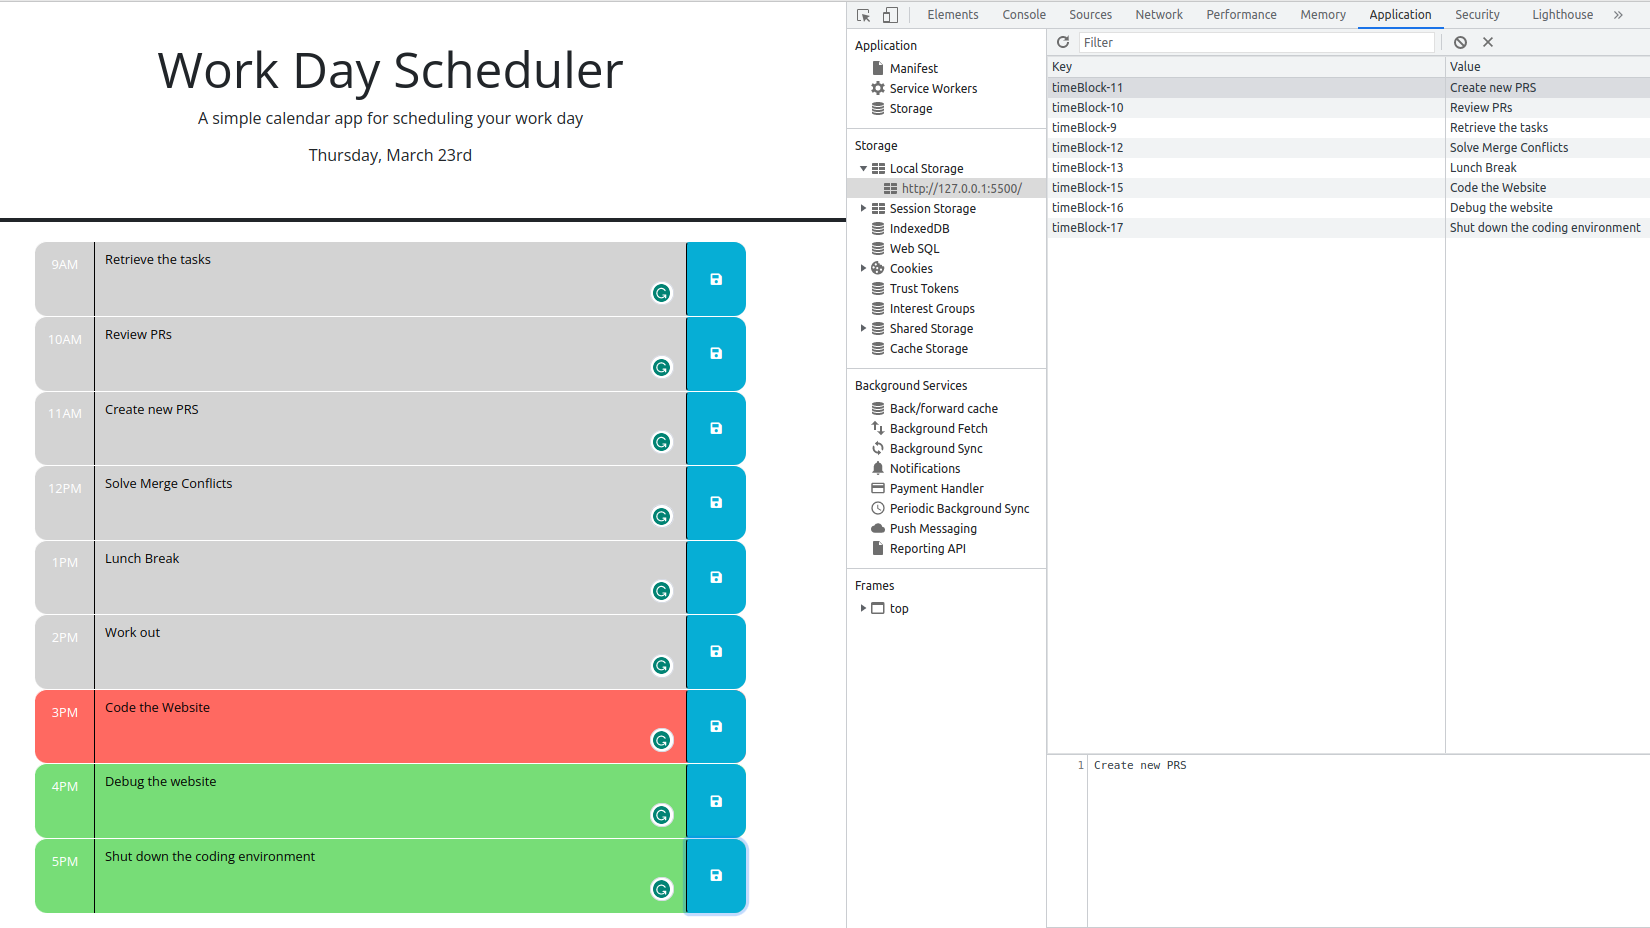 Work Day Scheduler
A simple calendar app for scheduling your work day
Thursday, March 23rd
9AM Retrieve the tasks
10AM Review PRs
11AM Create new PRS
12PM Solve Merge Conflicts
1PM Lunch Break
2PM Work out
3PM Code the Website
4PM Debug the website
5PM Shut down the coding environment
Elements Console Sources Network Performance Memory Application Security Lighthouse »
Application
Manifest
Service Workers
Storage
Storage
Local Storage
http://127.0.0.1:5500/
Session Storage
IndexedDB
Web SQL
Cookies
Trust Tokens
Interest Groups
Shared Storage
Cache Storage
Background Services
Back/forward cache
Background Fetch
Background Sync
Notifications
Payment Handler
Periodic Background Sync
Push Messaging
Reporting API
Frames
top
Filter
Key Value
timeBlock-11 Create new PRS
timeBlock-10 Review PRs
timeBlock-9 Retrieve the tasks
timeBlock-12 Solve Merge Conflicts
timeBlock-13 Lunch Break
timeBlock-15 Code the Website
timeBlock-16 Debug the website
timeBlock-17 Shut down the coding environment
1 Create new PRS